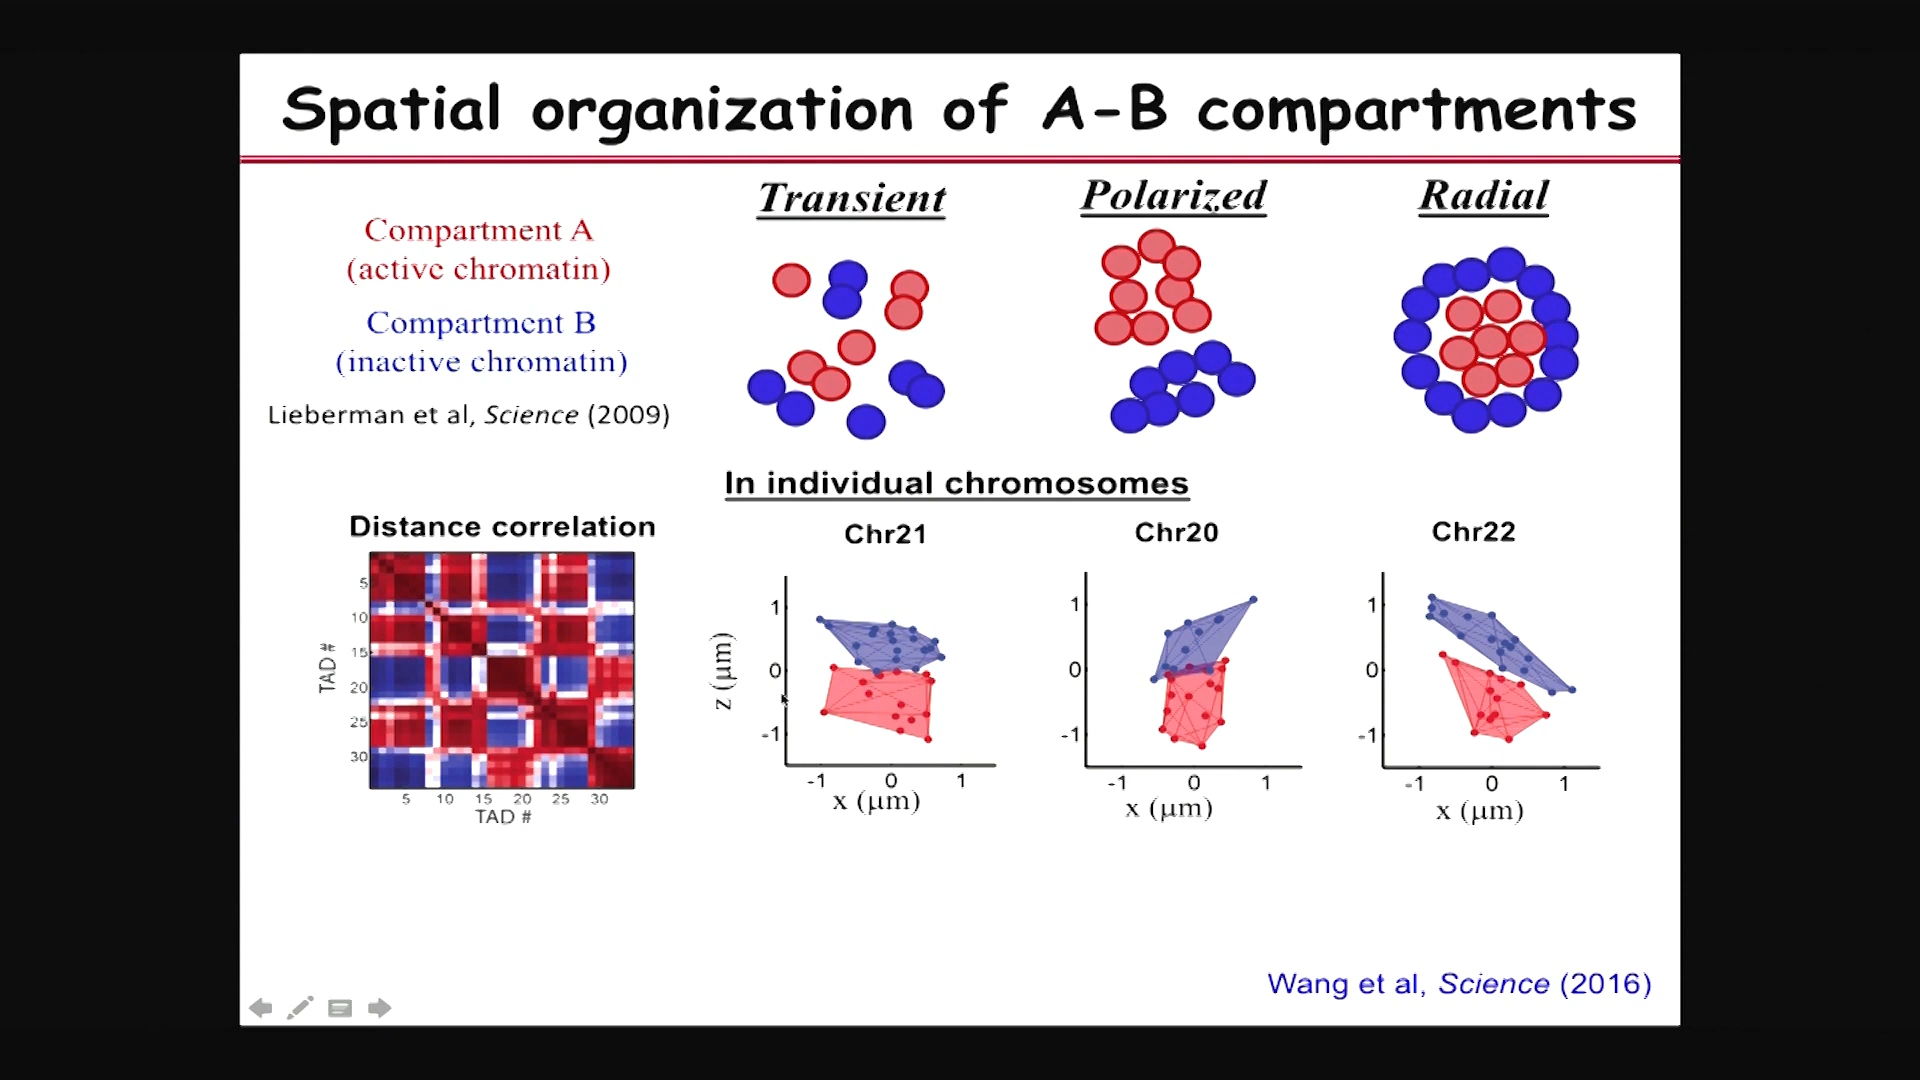 Spatial organization of A-B compartments
Compartment A
(active chromatin)
Compartment B
(inactive chromatin)
Lieberman et al, Science (2009)
Transient
Polarized
Radial
In individual chromosomes
Distance correlation
TAD #
5
10
15
20
25
30
5 10 15 20 25 30
TAD #
Chr21
z (μm)
1
0
-1
-1 0 1
x (μm)
Chr20
1
0
-1
-1 0 1
x (μm)
Chr22
1
0
-1
-1 0 1
x (μm)
Wang et al, Science (2016)